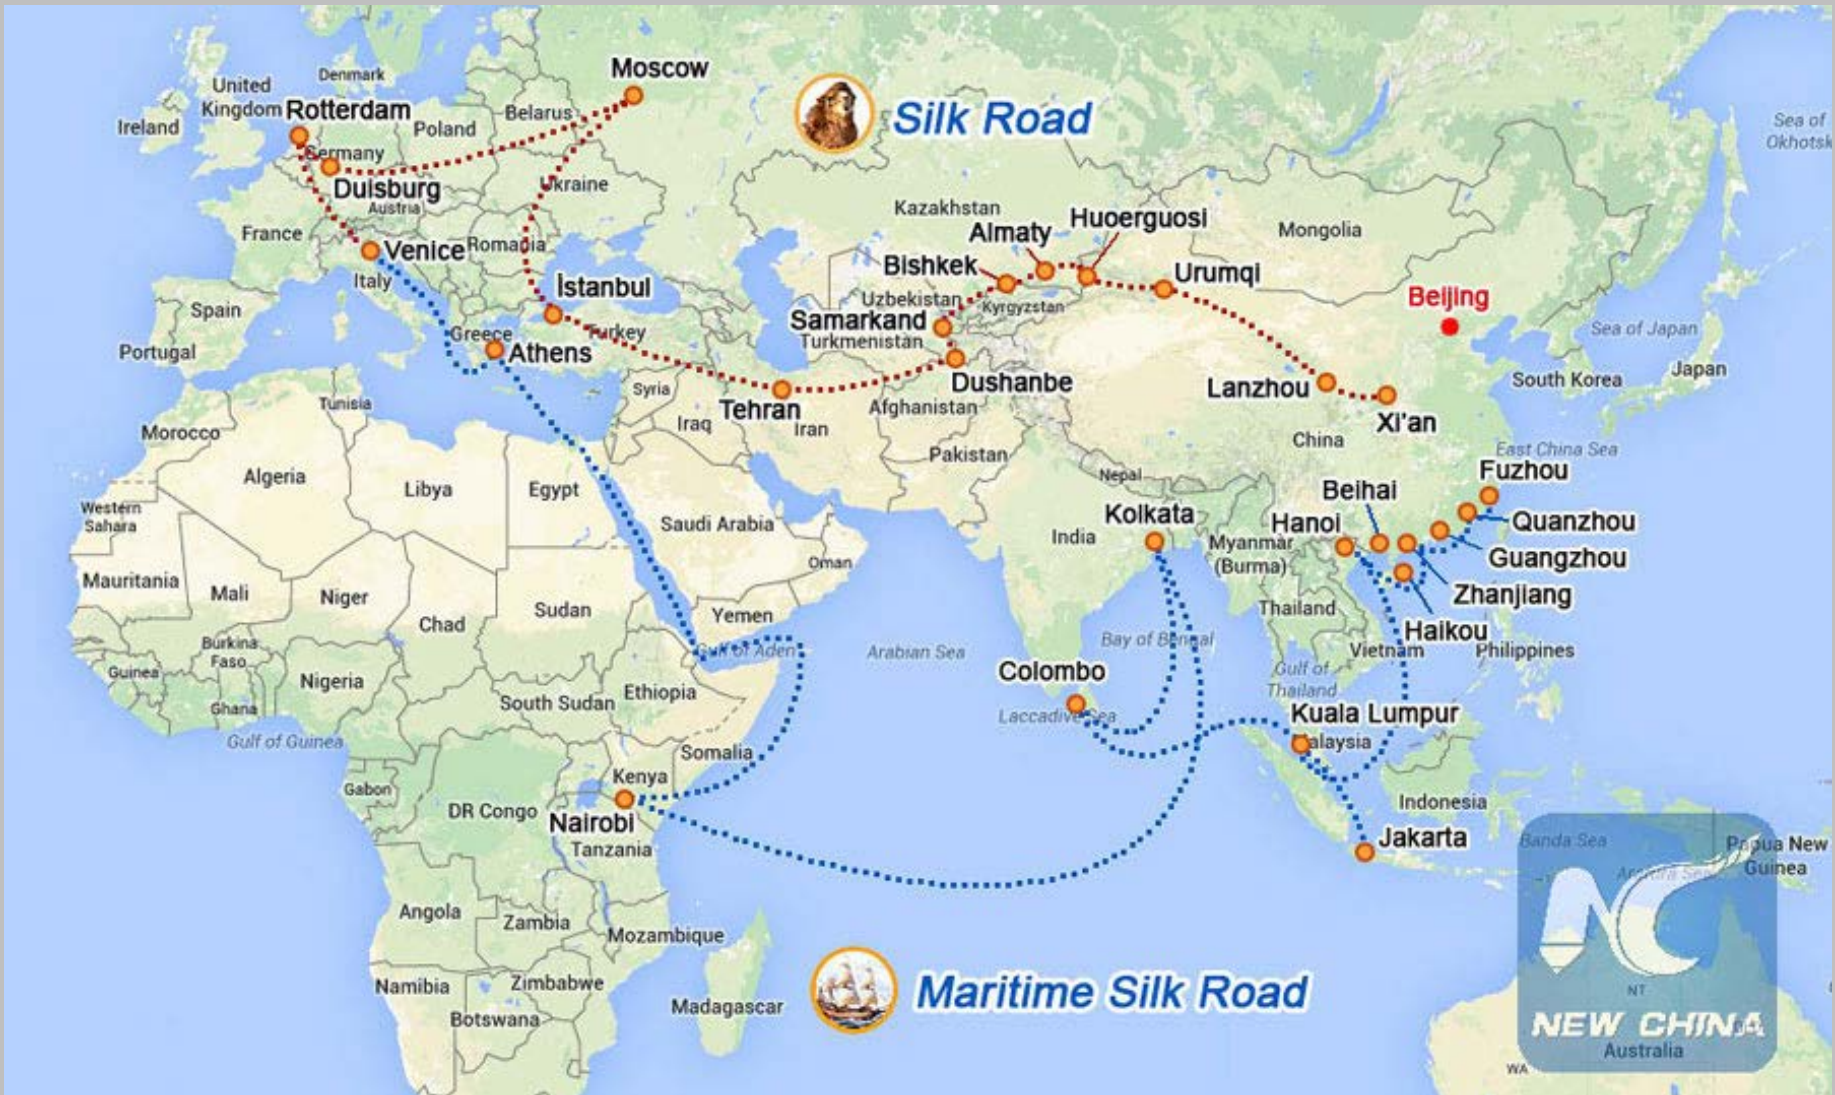 Moscow
Denmark
United
Kingdom
Rotterdam
Ireland
Belarus
Poland
Silk Road
Sea of
Okhotsk
Germany
Duisburg
Ukraine
Austria
Kazakhstan
Huoerguosi
Almaty
Mongolia
France
Venice
Romania
Bishkek
Urumqi
Italy
İstanbul
Uzbekistan
Kyrgyzstan
Beijing
Spain
Samarkand
Sea of Japan
Greece
Turkey
Turkmenistan
Portugal
Athens
Japan
South Korea
Dushanbe
Lanzhou
Syria
Tunisia
Tehran
Afghanistan
Xi'an
Morocco
Iraq
Iran
China
East China Sea
Pakistan
Fuzhou
Algeria
Libya
Egypt
Nepal
Beihai
Western
Sahara
Saudi Arabia
Kolkata
Hanoi
Quanzhou
India
Myanmar
(Burma)
Guangzhou
Oman
Mauritania
Mali
Niger
Zhanjiang
Sudan
Yemen
Thailand
Chad
Haikou
Burkina
Faso
Gulf of Aden
Arabian Sea
Bay of Bengal
Vietnam
Philippines
Guinea
Nigeria
Ethiopia
Colombo
Gulf of
Thailand
Ghana
South Sudan
Laccadive Sea
Kuala Lumpur
Gulf of Guinea
Malaysia
Somalia
Kenya
Gabon
DR Congo
Nairobi
Indonesia
Jakarta
Banda Sea
Papua New
Guinea
Tanzania
Arafura Sea
Angola
Zambia
Mozambique
Namibia
Zimbabwe
Madagascar
Maritime Silk Road
NT
Botswana
NC
NEW CHINA
Australia
WA